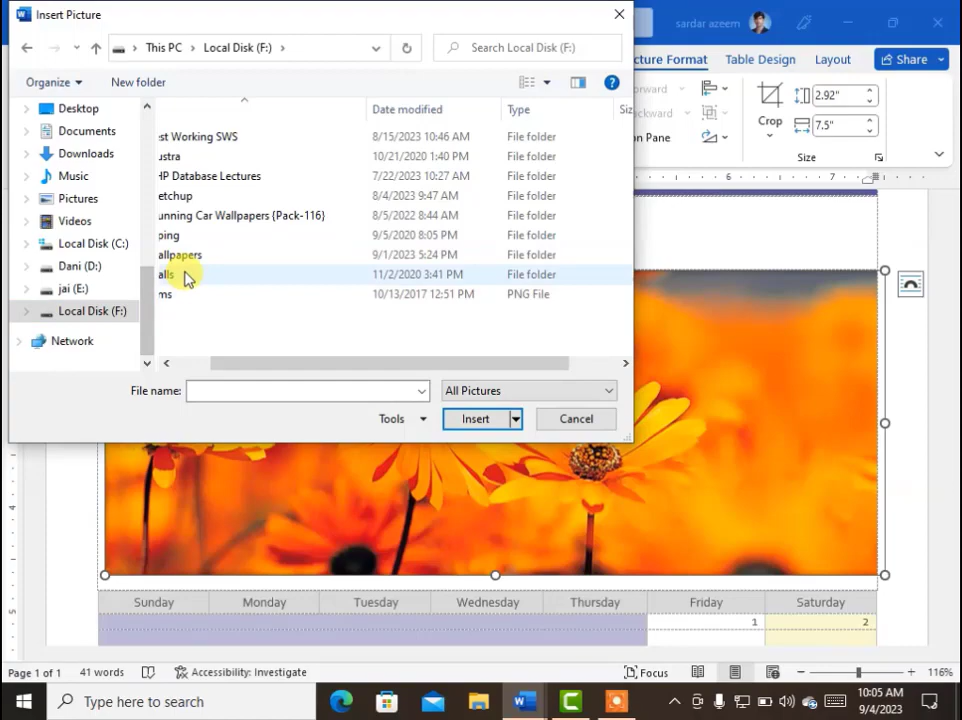 Insert Picture
sardar azeem
This PC
Local Disk (F:)
Search Local Disk (F:)
cture Format
Table Design
Layout
Share
Organize
New folder
Date modified
Type
Siz
Desktop
Documents
Downloads
Music
Pictures
Videos
Local Disk (C:)
Dani (D:)
jai (E:)
Local Disk (F:)
Network
est Working SWS 8/15/2023 10:46 AM File folder
ustra 10/21/2020 1:40 PM File folder
HP Database Lectures 7/22/2023 10:27 AM File folder
etchup 8/4/2023 9:47 AM File folder
unning Car Wallpapers {Pack-116} 8/5/2022 8:44 AM File folder
ping 9/5/2020 8:05 PM File folder
allpapers 9/1/2023 5:24 PM File folder
alls 11/2/2020 3:41 PM File folder
ms 10/13/2017 12:51 PM PNG File
orward
ckward
on Pane
Crop
2.92"
7.5"
Size
6 7
File name:
All Pictures
Tools
Insert
Cancel
4
5
Sunday Monday Tuesday Wednesday Thursday Friday Saturday
1 2
Page 1 of 1
41 words
Accessibility: Investigate
Focus
116%
Type here to search
10:05 AM
9/4/2023